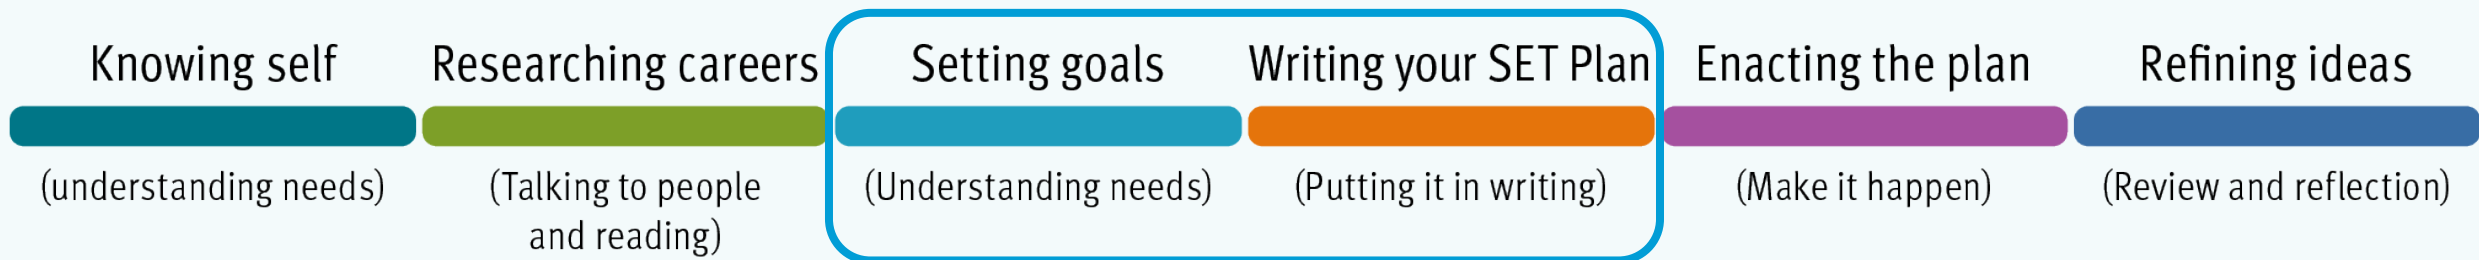 Knowing self
(understanding needs)
Researching careers
(Talking to people
and reading)
Setting goals
(Understanding needs)
Writing your SET Plan
(Putting it in writing)
Enacting the plan
(Make it happen)
Refining ideas
(Review and reflection)